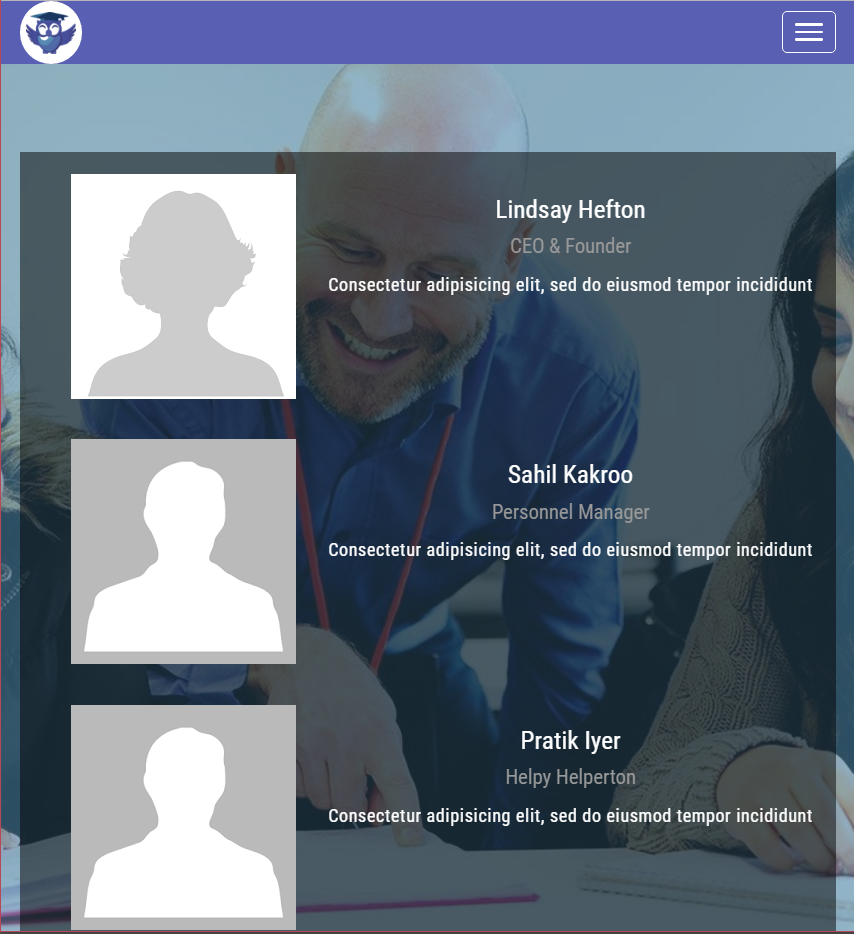 Lindsay Hefton
CEO & Founder
Consectetur adipisicing elit, sed do eiusmod tempor incididunt
Sahil Kakroo
Personnel Manager
Consectetur adipisicing elit, sed do eiusmod tempor incididunt
Pratik Iyer
Helpy Helperton
Consectetur adipisicing elit, sed do eiusmod tempor incididunt